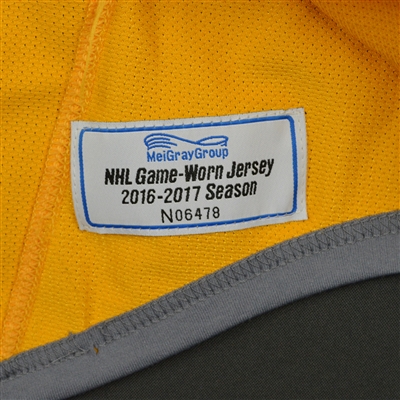 MeiGrayGroup
NHL Game-Worn Jersey
2016-2017 Season
N06478